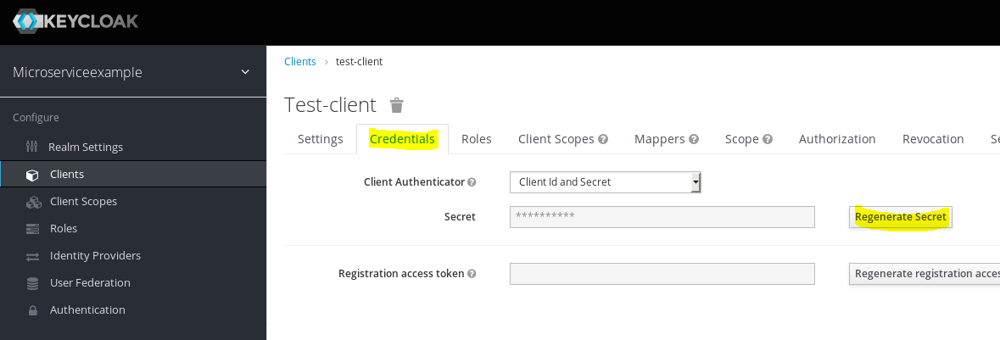 KEYCLOAK
Microserviceexample
Configure
Realm Settings
Clients
Client Scopes
Roles
Identity Providers
User Federation
Authentication
Clients > test-client
Test-client
Settings Credentials Roles Client Scopes ? Mappers ? Scope ? Authorization Revocation Se
Client Authenticator ? Client Id and Secret
Secret ********** Regenerate Secret
Registration access token ? Regenerate registration acces